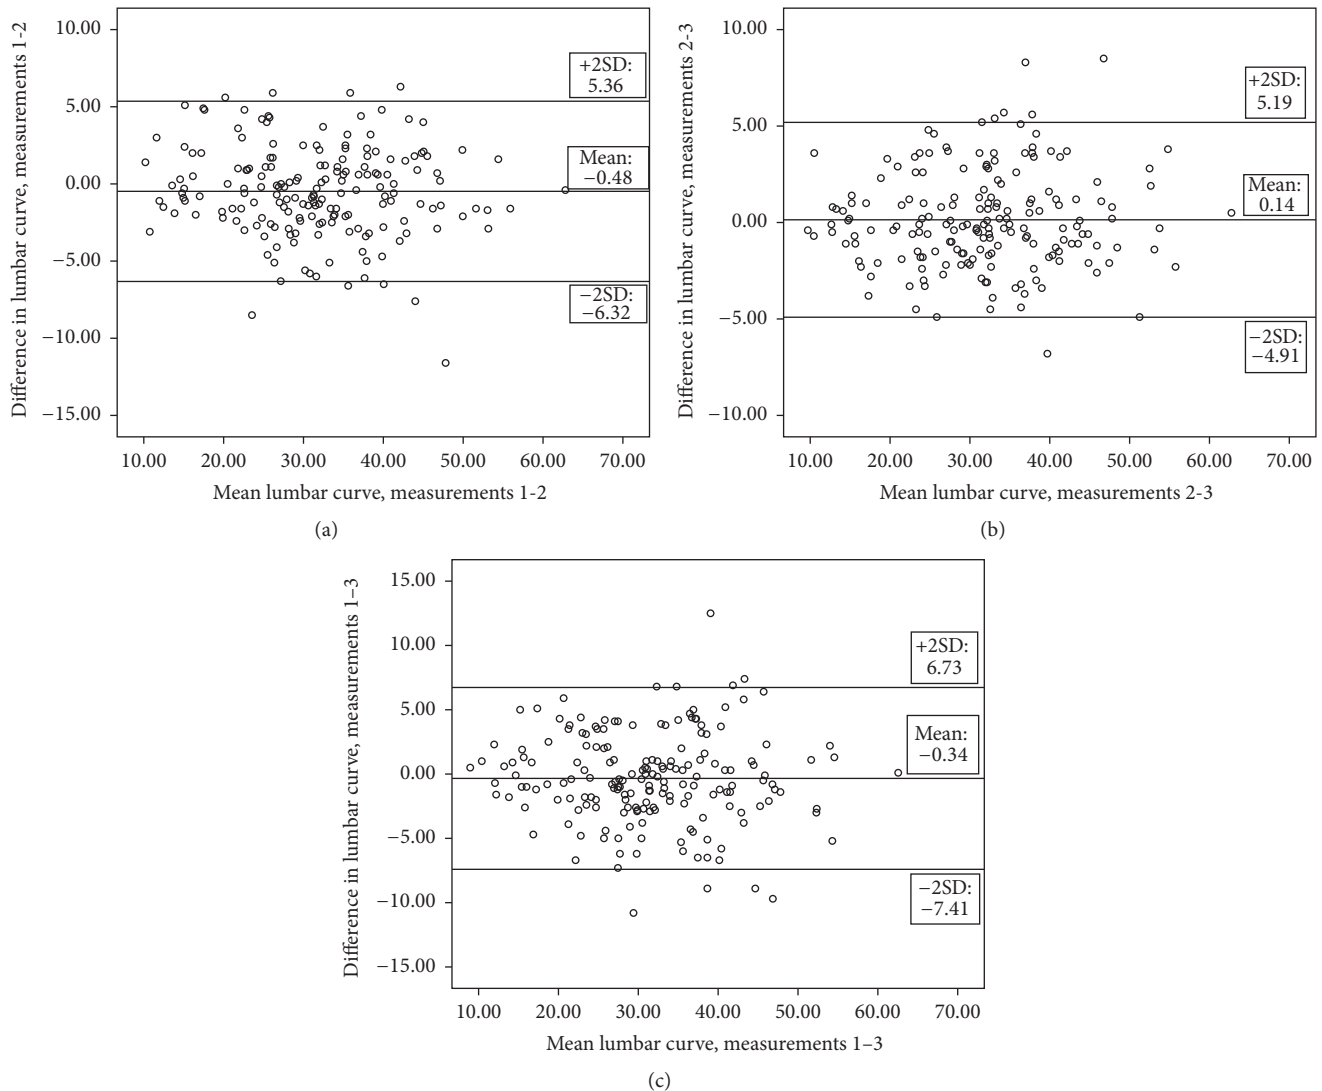 Difference in lumbar curve, measurements 1-2
10.00
5.00
0.00
−5.00
−10.00
−15.00
+2SD:
5.36
Mean:
−0.48
−2SD:
−6.32
10.00 20.00 30.00 40.00 50.00 60.00 70.00
Mean lumbar curve, measurements 1-2
(a)
Difference in lumbar curve, measurements 2-3
10.00
5.00
0.00
−5.00
−10.00
+2SD:
5.19
Mean:
0.14
−2SD:
−4.91
10.00 20.00 30.00 40.00 50.00 60.00 70.00
Mean lumbar curve, measurements 2-3
(b)
Difference in lumbar curve, measurements 1–3
15.00
10.00
5.00
0.00
−5.00
−10.00
−15.00
+2SD:
6.73
Mean:
−0.34
−2SD:
−7.41
10.00 20.00 30.00 40.00 50.00 60.00 70.00
Mean lumbar curve, measurements 1–3
(c)